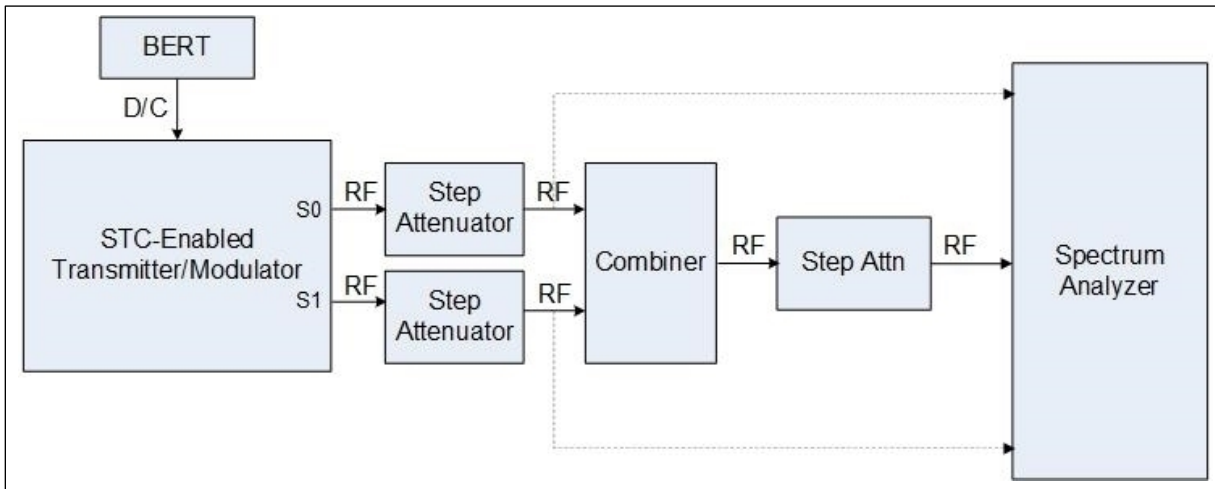 BERT
D/C
STC-Enabled
Transmitter/Modulator
S0
S1
RF
Step
Attenuator
RF
RF
Step
Attenuator
RF
Combiner
RF
Step Attn
RF
Spectrum
Analyzer